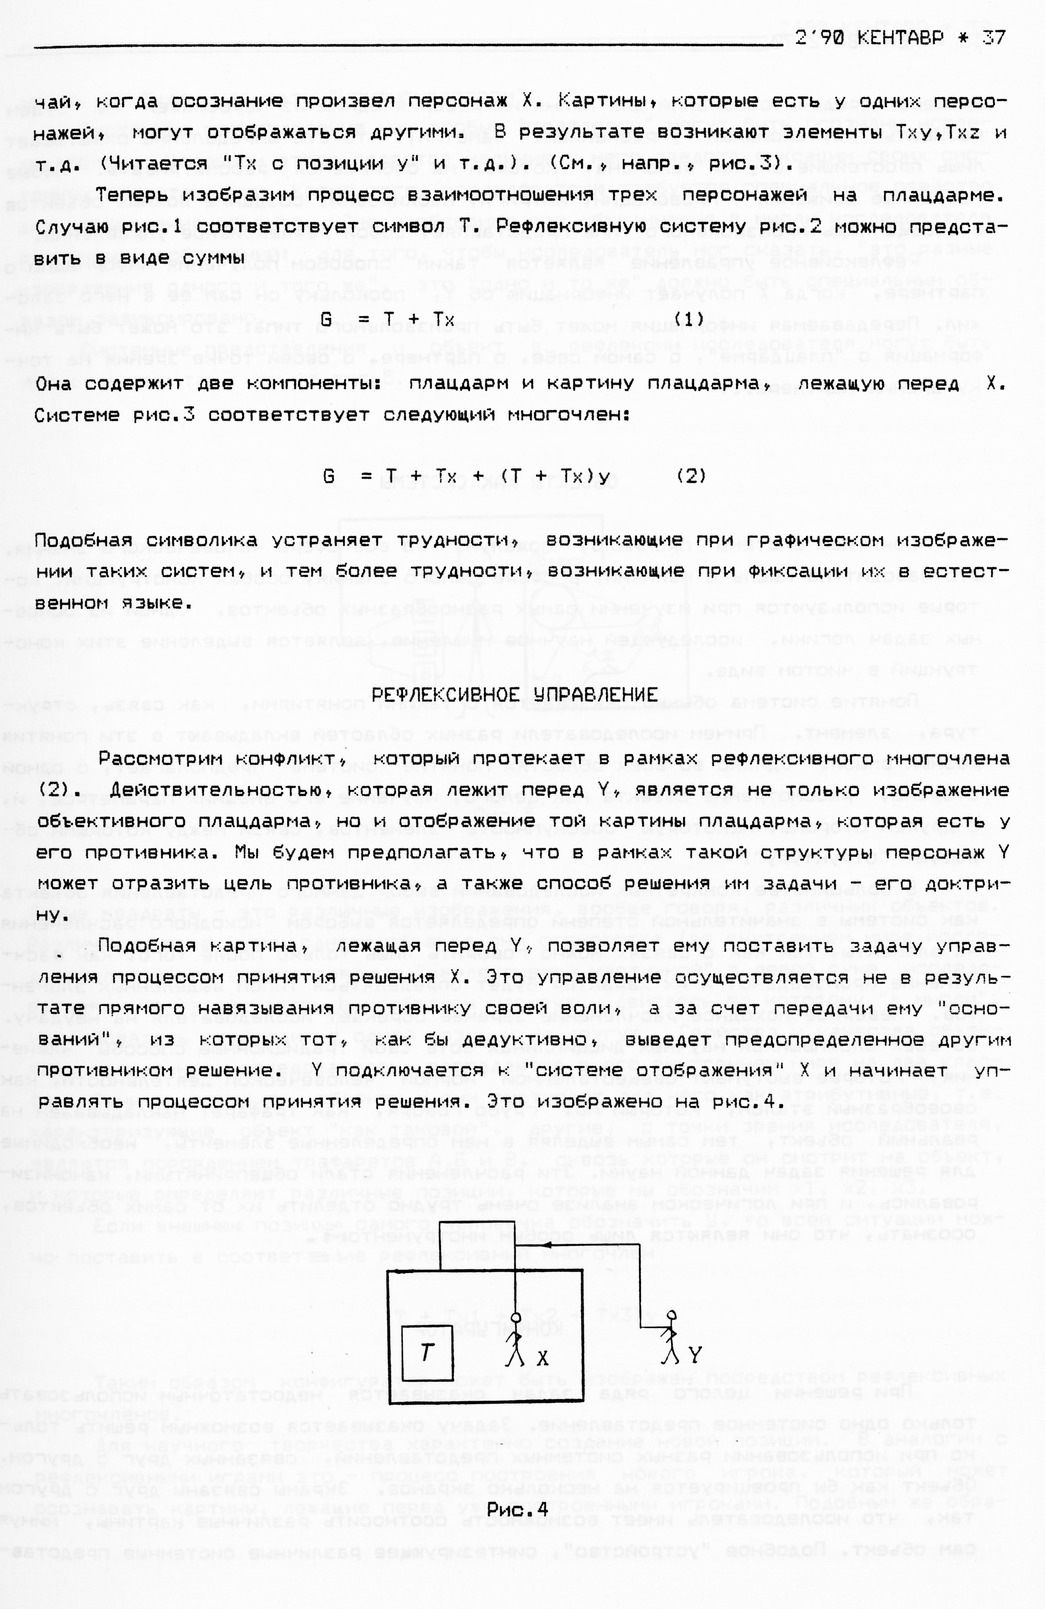 2'90 КЕНТАВР * 37
чай, когда осознание произвел персонаж X. Картины, которые есть у одних персо-
нажей, могут отображаться другими. В результате возникают элементы Txy,Txz и
т.д. (Читается "Tx с позиции y" и т.д.). (См., напр., рис.3).
Теперь изобразим процесс взаимоотношения трех персонажей на плацдарме.
Случаю рис.1 соответствует символ T. Рефлексивную систему рис.2 можно предста-
вить в виде суммы
G = T + Tx (1)
Она содержит две компоненты: плацдарм и картину плацдарма, лежащую перед X.
Системе рис.3 соответствует следующий многочлен:
G = T + Tx + (T + Tx)y (2)
Подобная символика устраняет трудности, возникающие при графическом изображе-
нии таких систем, и тем более трудности, возникающие при фиксации их в естест-
венном языке.
РЕФЛЕКСИВНОЕ УПРАВЛЕНИЕ
Рассмотрим конфликт, который протекает в рамках рефлексивного многочлена
(2). Действительностью, которая лежит перед Y, является не только изображение
объективного плацдарма, но и отображение той картины плацдарма, которая есть у
его противника. Мы будем предполагать, что в рамках такой структуры персонаж Y
может отразить цель противника, а также способ решения им задачи - его доктри-
ну.
Подобная картина, лежащая перед Y, позволяет ему поставить задачу управ-
ления процессом принятия решения X. Это управление осуществляется не в резуль-
тате прямого навязывания противнику своей воли, а за счет передачи ему "осно-
ваний", из которых тот, как бы дедуктивно, выведет предопределенное другим
противником решение. Y подключается к "системе отображения" X и начинает уп-
равлять процессом принятия решения. Это изображено на рис.4.
T X Y
Рис.4